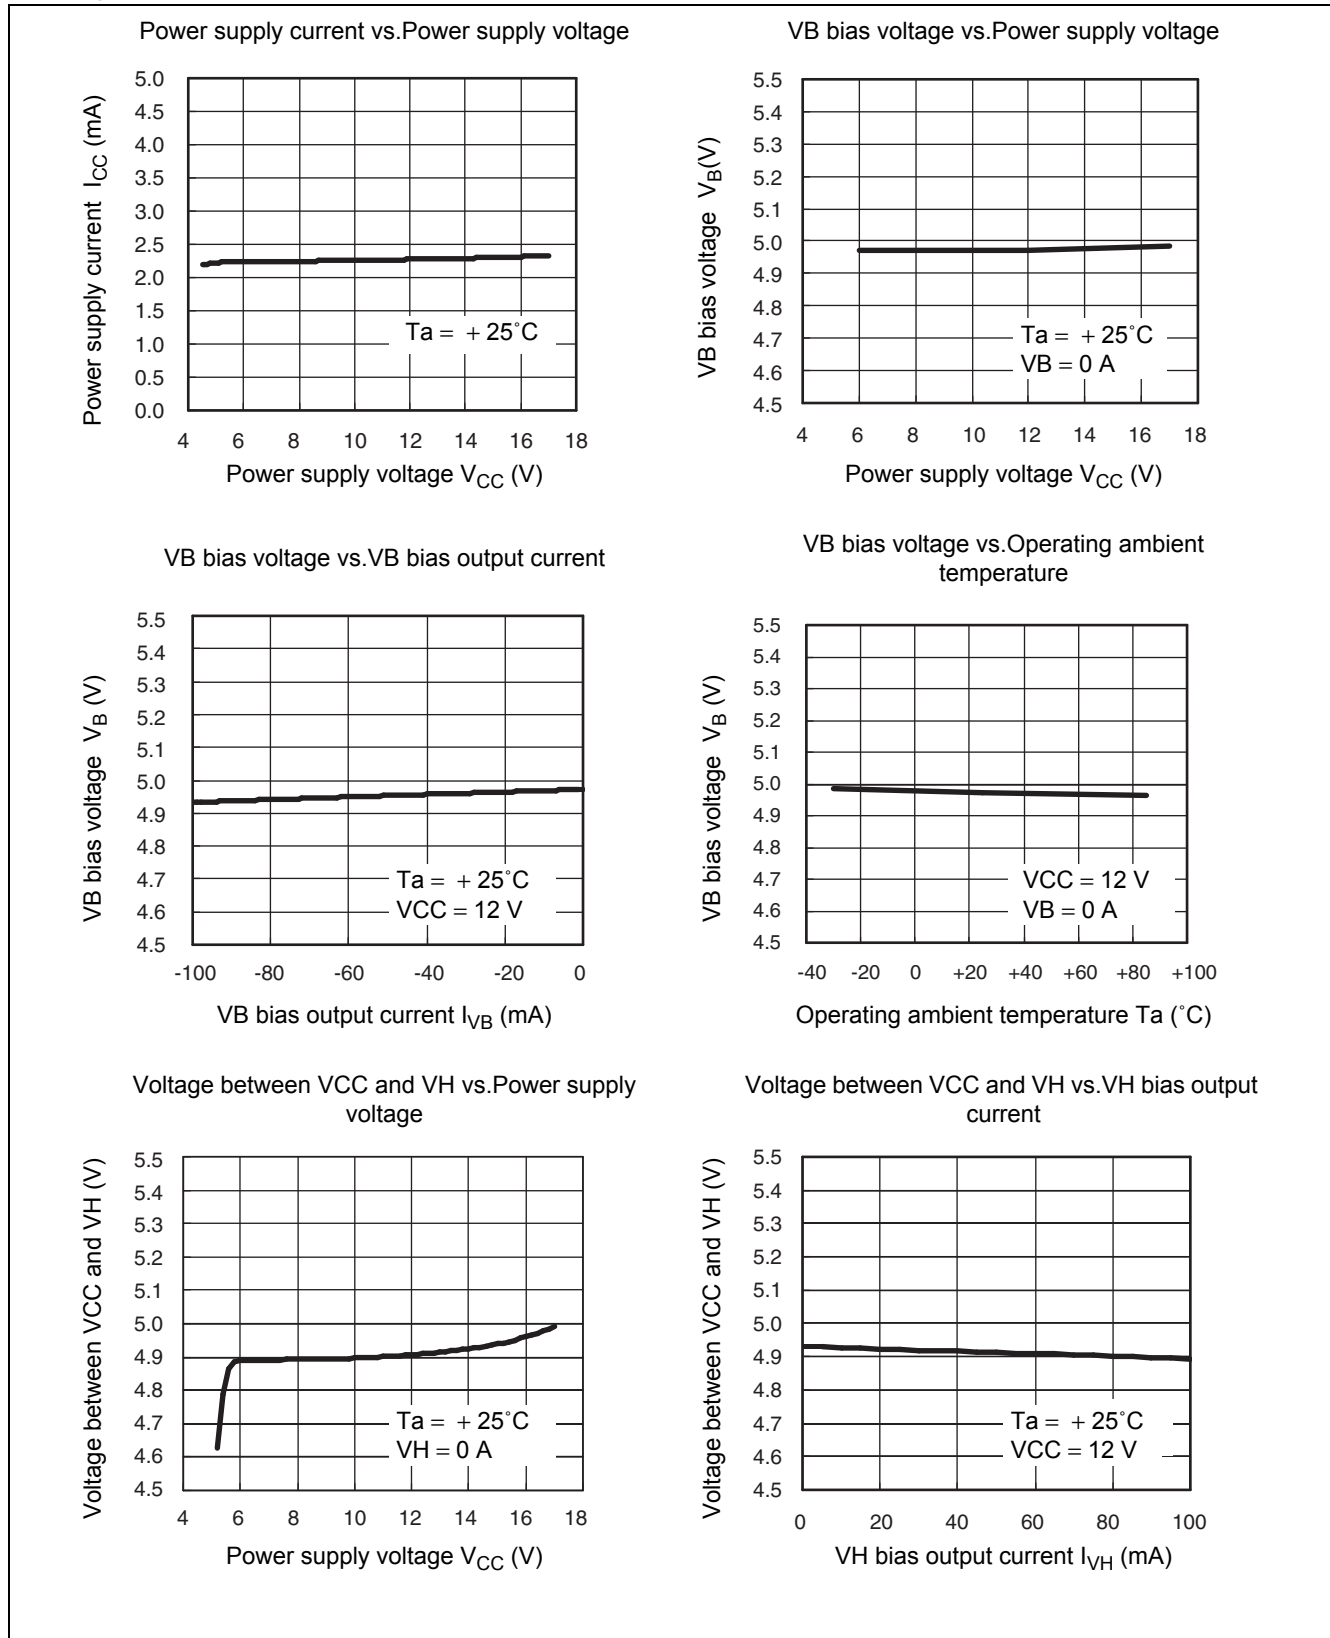 Power supply current vs.Power supply voltage
Power supply current I_CC (mA)
5.0
4.5
4.0
3.5
3.0
2.5
2.0
1.5
1.0
0.5
0.0
Ta = + 25˚C
4 6 8 10 12 14 16 18
Power supply voltage V_CC (V)
VB bias voltage vs.Power supply voltage
VB bias voltage V_B(V)
5.5
5.4
5.3
5.2
5.1
5.0
4.9
4.8
4.7
4.6
4.5
Ta = + 25˚C
VB = 0 A
4 6 8 10 12 14 16 18
Power supply voltage V_CC (V)
VB bias voltage vs.VB bias output current
VB bias voltage V_B (V)
5.5
5.4
5.3
5.2
5.1
5.0
4.9
4.8
4.7
4.6
4.5
Ta = + 25˚C
VCC = 12 V
-100 -80 -60 -40 -20 0
VB bias output current I_VB (mA)
VB bias voltage vs.Operating ambient
temperature
VB bias voltage V_B (V)
5.5
5.4
5.3
5.2
5.1
5.0
4.9
4.8
4.7
4.6
4.5
VCC = 12 V
VB = 0 A
-40 -20 0 +20 +40 +60 +80 +100
Operating ambient temperature Ta (˚C)
Voltage between VCC and VH vs.Power supply
voltage
Voltage between VCC and VH (V)
5.5
5.4
5.3
5.2
5.1
5.0
4.9
4.8
4.7
4.6
4.5
Ta = + 25˚C
VH = 0 A
4 6 8 10 12 14 16 18
Power supply voltage V_CC (V)
Voltage between VCC and VH vs.VH bias output
current
Voltage between VCC and VH (V)
5.5
5.4
5.3
5.2
5.1
5.0
4.9
4.8
4.7
4.6
4.5
Ta = + 25˚C
VCC = 12 V
0 20 40 60 80 100
VH bias output current I_VH (mA)